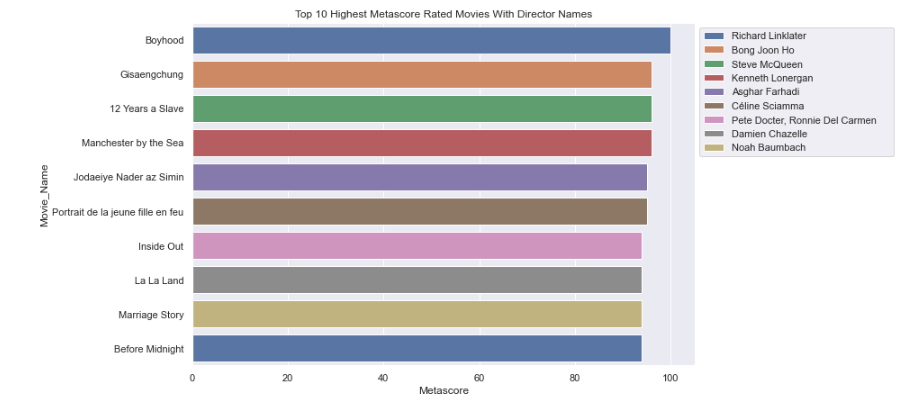 Top 10 Highest Metascore Rated Movies With Director Names
Boyhood
Gisaengchung
12 Years a Slave
Manchester by the Sea
Jodaeiye Nader az Simin
Portrait de la jeune fille en feu
Inside Out
La La Land
Marriage Story
Before Midnight
Movie_Name
0 20 40 60 80 100
Metascore
Richard Linklater
Bong Joon Ho
Steve McQueen
Kenneth Lonergan
Asghar Farhadi
Céline Sciamma
Pete Docter, Ronnie Del Carmen
Damien Chazelle
Noah Baumbach